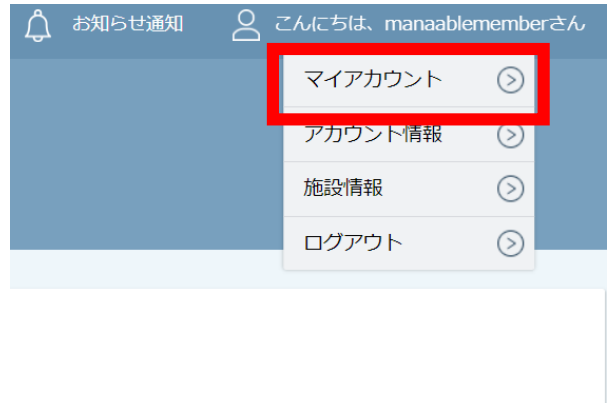 お知らせ通知 こんにちは、manaablememberさん
マイアカウント
アカウント情報
施設情報
ログアウト